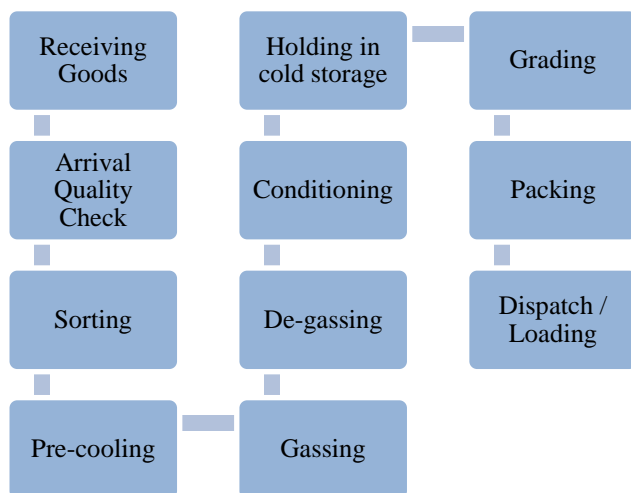 Receiving
Goods
Arrival
Quality
Check
Sorting
Pre-cooling
Gassing
De-gassing
Conditioning
Holding in
cold storage
Grading
Packing
Dispatch /
Loading